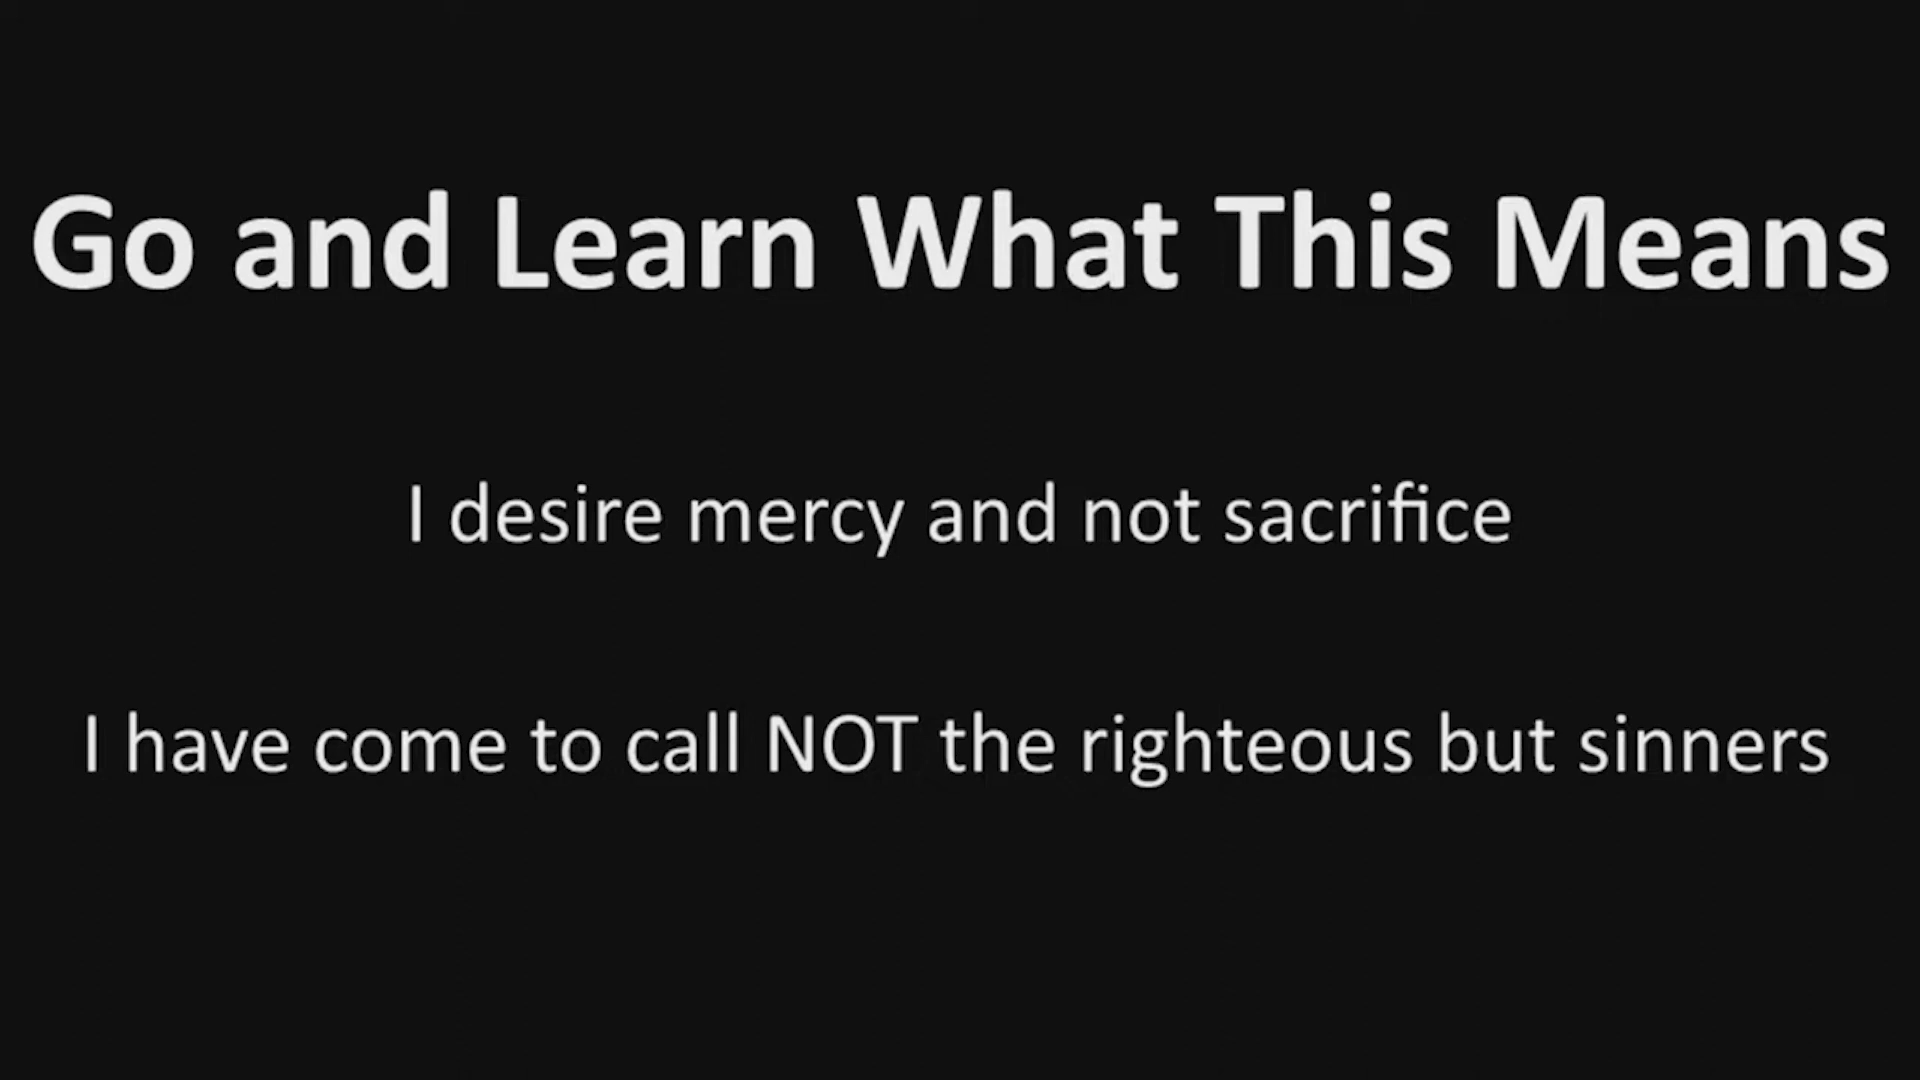 Go and Learn What This Means
I desire mercy and not sacrifice
I have come to call NOT the righteous but sinners